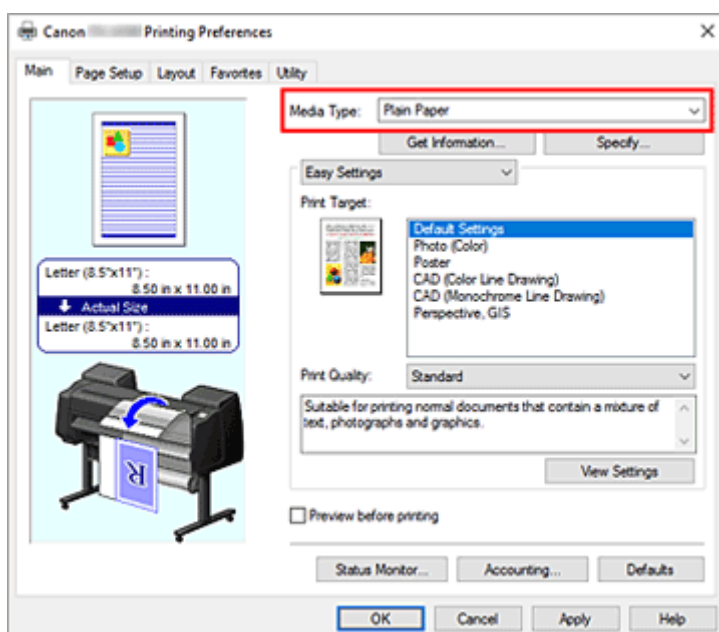 Canon Printing Preferences
Main Page Setup Layout Favorites Utility
Media Type: Plain Paper
Get Information... Specify...
Easy Settings
Print Target:
Default Settings
Photo (Color)
Poster
CAD (Color Line Drawing)
CAD (Monochrome Line Drawing)
Perspective, GIS
Letter (8.5"x11") :
8.50 in x 11.00 in
Actual Size
Letter (8.5"x11") :
8.50 in x 11.00 in
R
Print Quality: Standard
Suitable for printing normal documents that contain a mixture of
text, photographs and graphics.
View Settings
Preview before printing
Status Monitor... Accounting... Defaults
OK Cancel Apply Help